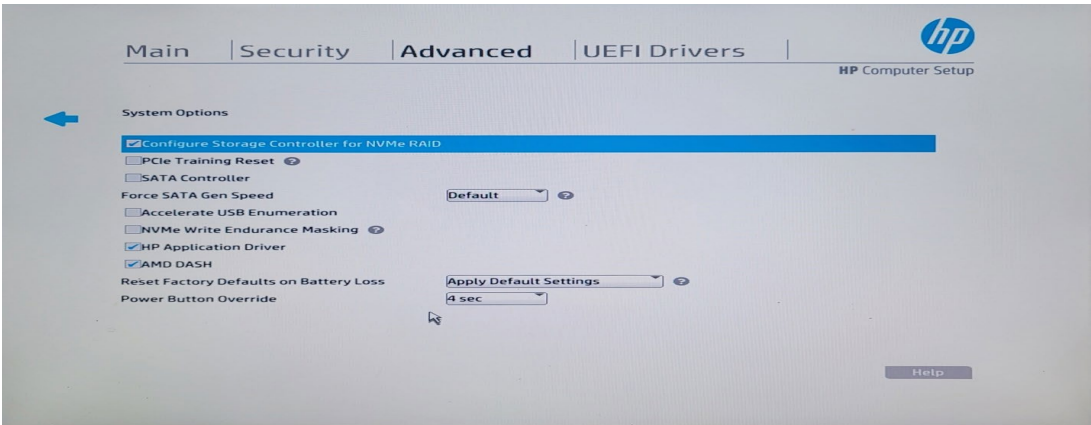 hp
Main Security Advanced UEFI Drivers
HP Computer Setup
System Options
Configure Storage Controller for NVMe RAID
PCIe Training Reset ?
SATA Controller
Force SATA Gen Speed Default ?
Accelerate USB Enumeration
NVMe Write Endurance Masking ?
HP Application Driver
AMD DASH
Reset Factory Defaults on Battery Loss Apply Default Settings ?
Power Button Override 4 sec
Help